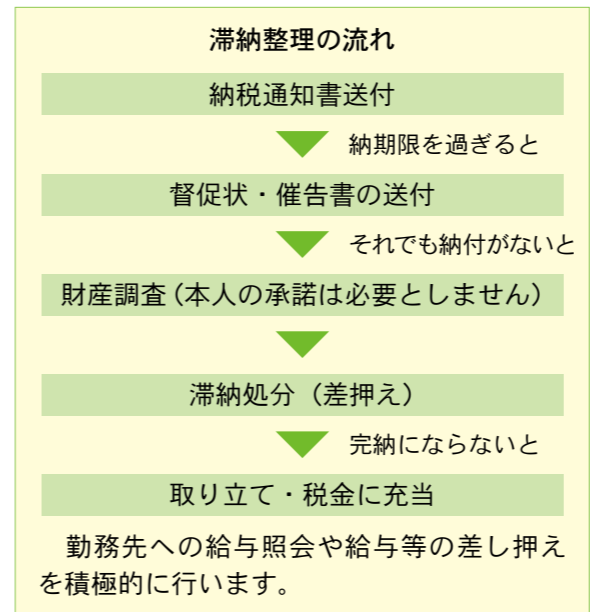 滞納整理の流れ
納税通知書送付
納期限を過ぎると
督促状・催告書の送付
それでも納付がないと
財産調査（本人の承諾は必要としません）
滞納処分（差押え）
完納にならないと
取り立て・税金に充当
　勤務先への給与照会や給与等の差し押え
を積極的に行います。